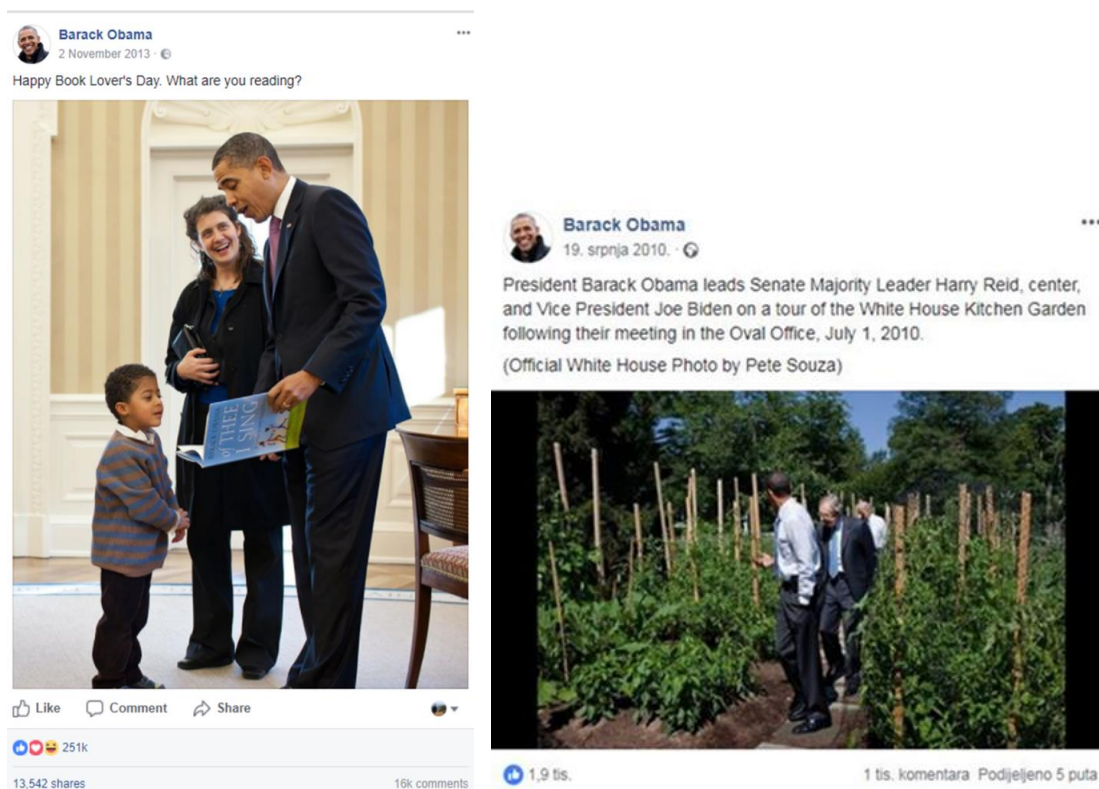 Barack Obama
2 November 2013
Happy Book Lover's Day. What are you reading?
of THEE
I SING
Like
Comment
Share
251k
13,542 shares
16k comments
Barack Obama
19. srpnja 2010.
President Barack Obama leads Senate Majority Leader Harry Reid, center,
and Vice President Joe Biden on a tour of the White House Kitchen Garden
following their meeting in the Oval Office, July 1, 2010.
(Official White House Photo by Pete Souza)
1,9 tis.
1 tis. komentara Podijeljeno 5 puta